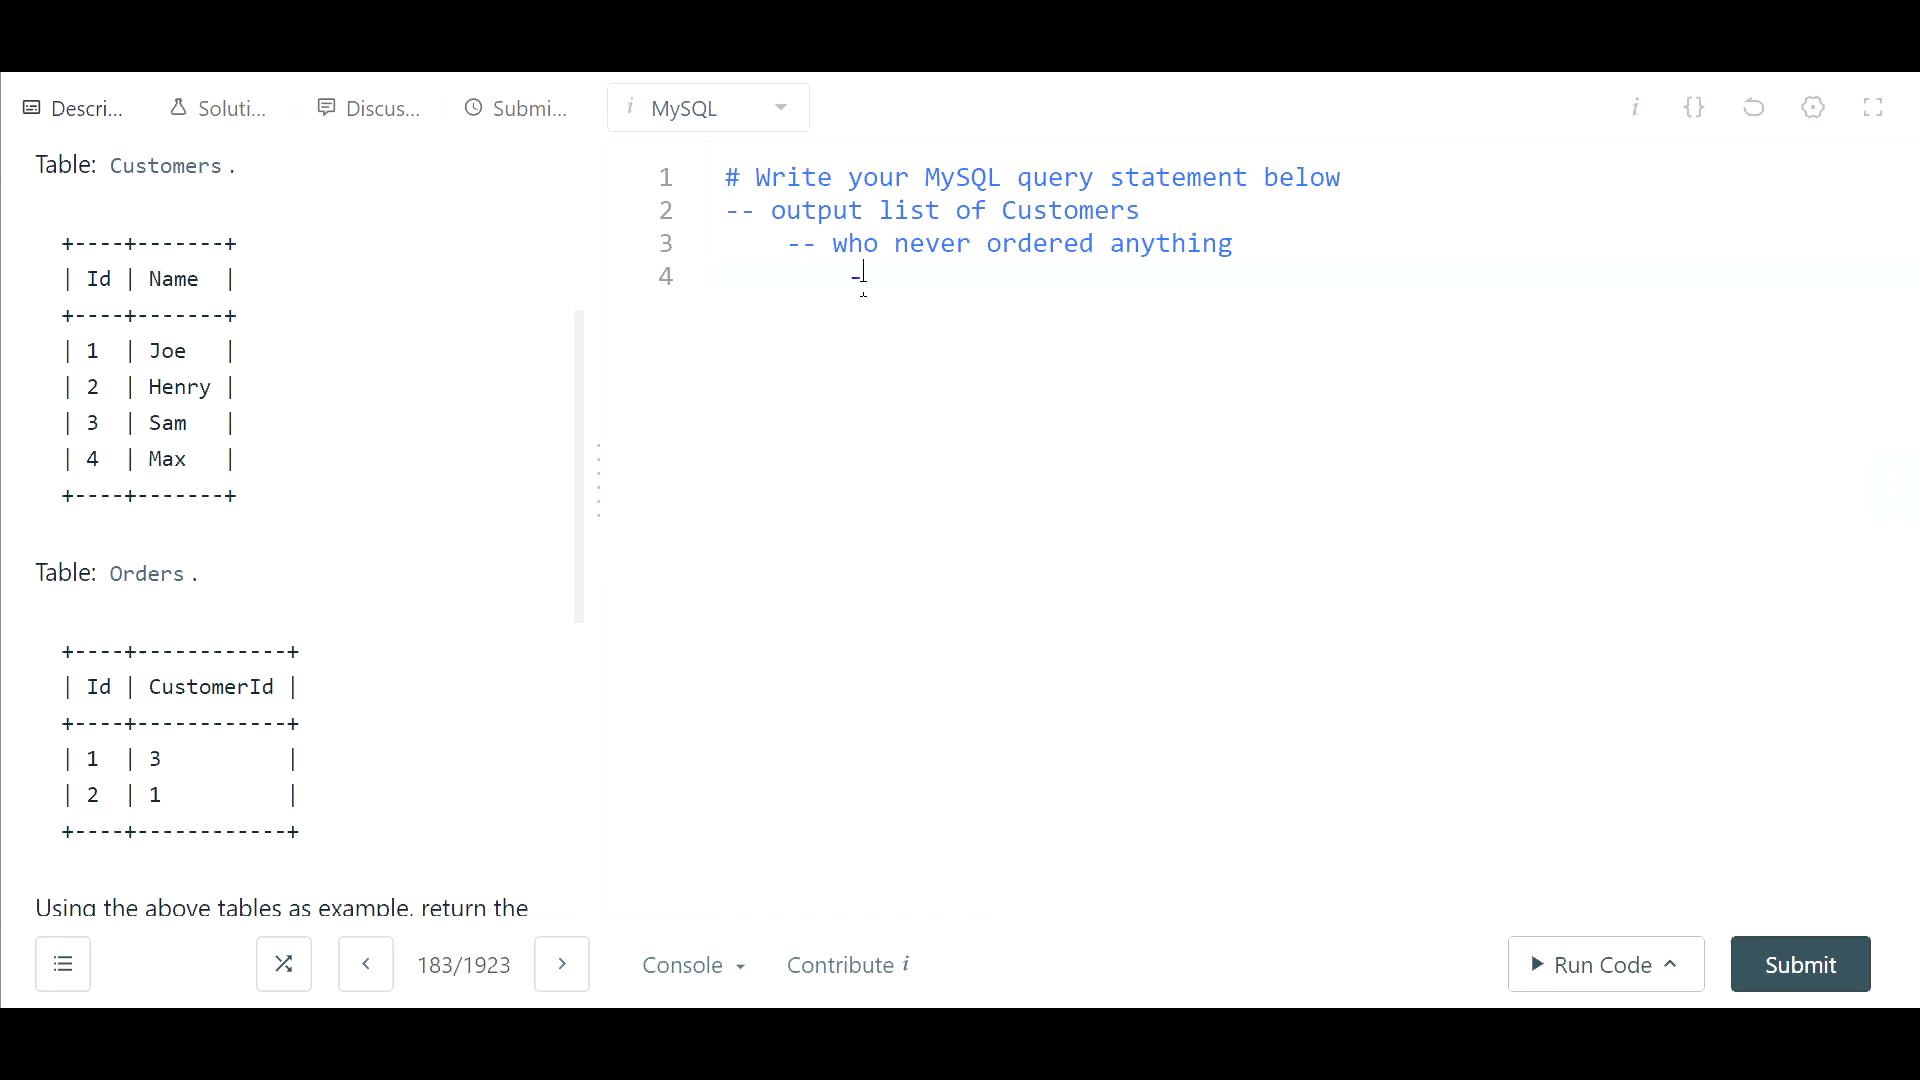 Descri... Soluti... Discus... Submi... i MySQL i {}
Table: Customers.
+----+-------+
| Id | Name  |
+----+-------+
| 1  | Joe   |
| 2  | Henry |
| 3  | Sam   |
| 4  | Max   |
+----+-------+
Table: Orders.
+----+------------+
| Id | CustomerId |
+----+------------+
| 1  | 3          |
| 2  | 1          |
+----+------------+
Using the above tables as example, return the
1 # Write your MySQL query statement below
2 -- output list of Customers
3     -- who never ordered anything
4         -
183/1923 Console Contribute i Run Code Submit